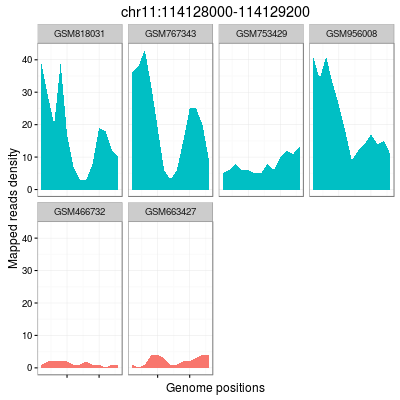 chr11:114128000-114129200
GSM818031 GSM767343 GSM753429 GSM956008
40
30
20
10
0
GSM466732 GSM663427
40
30
20
10
0
Mapped reads density
Genome positions